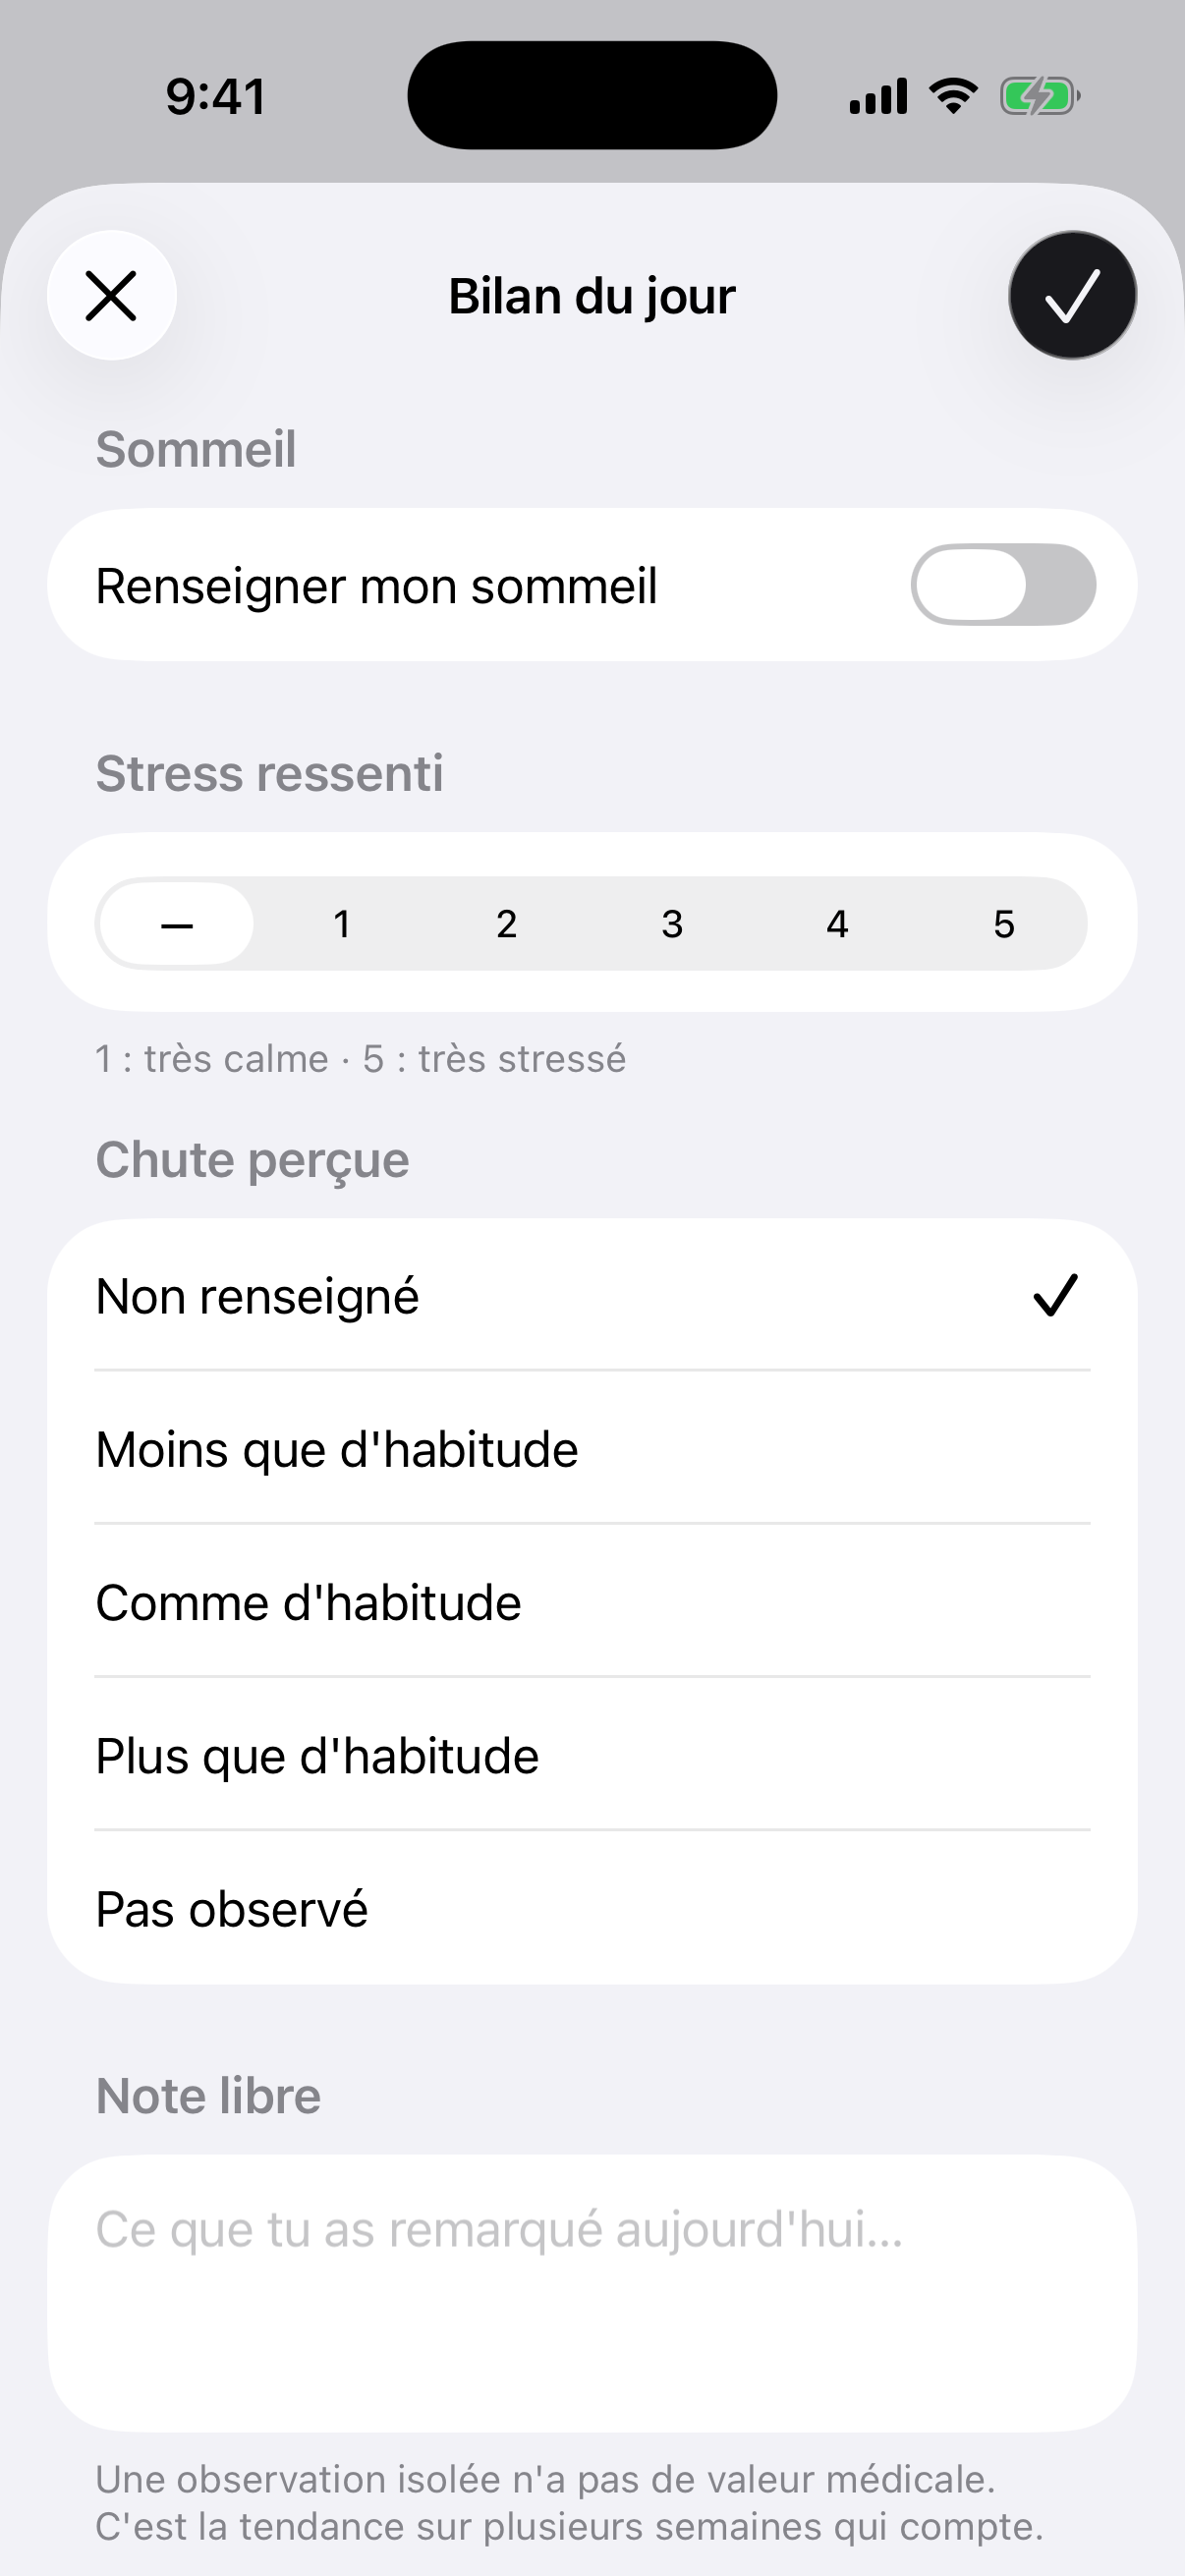 9:41
Bilan du jour
Sommeil
Renseigner mon sommeil
Stress ressenti
— 1 2 3 4 5
1 : très calme · 5 : très stressé
Chute perçue
Non renseigné
Moins que d'habitude
Comme d'habitude
Plus que d'habitude
Pas observé
Note libre
Ce que tu as remarqué aujourd'hui...
Une observation isolée n'a pas de valeur médicale.
C'est la tendance sur plusieurs semaines qui compte.